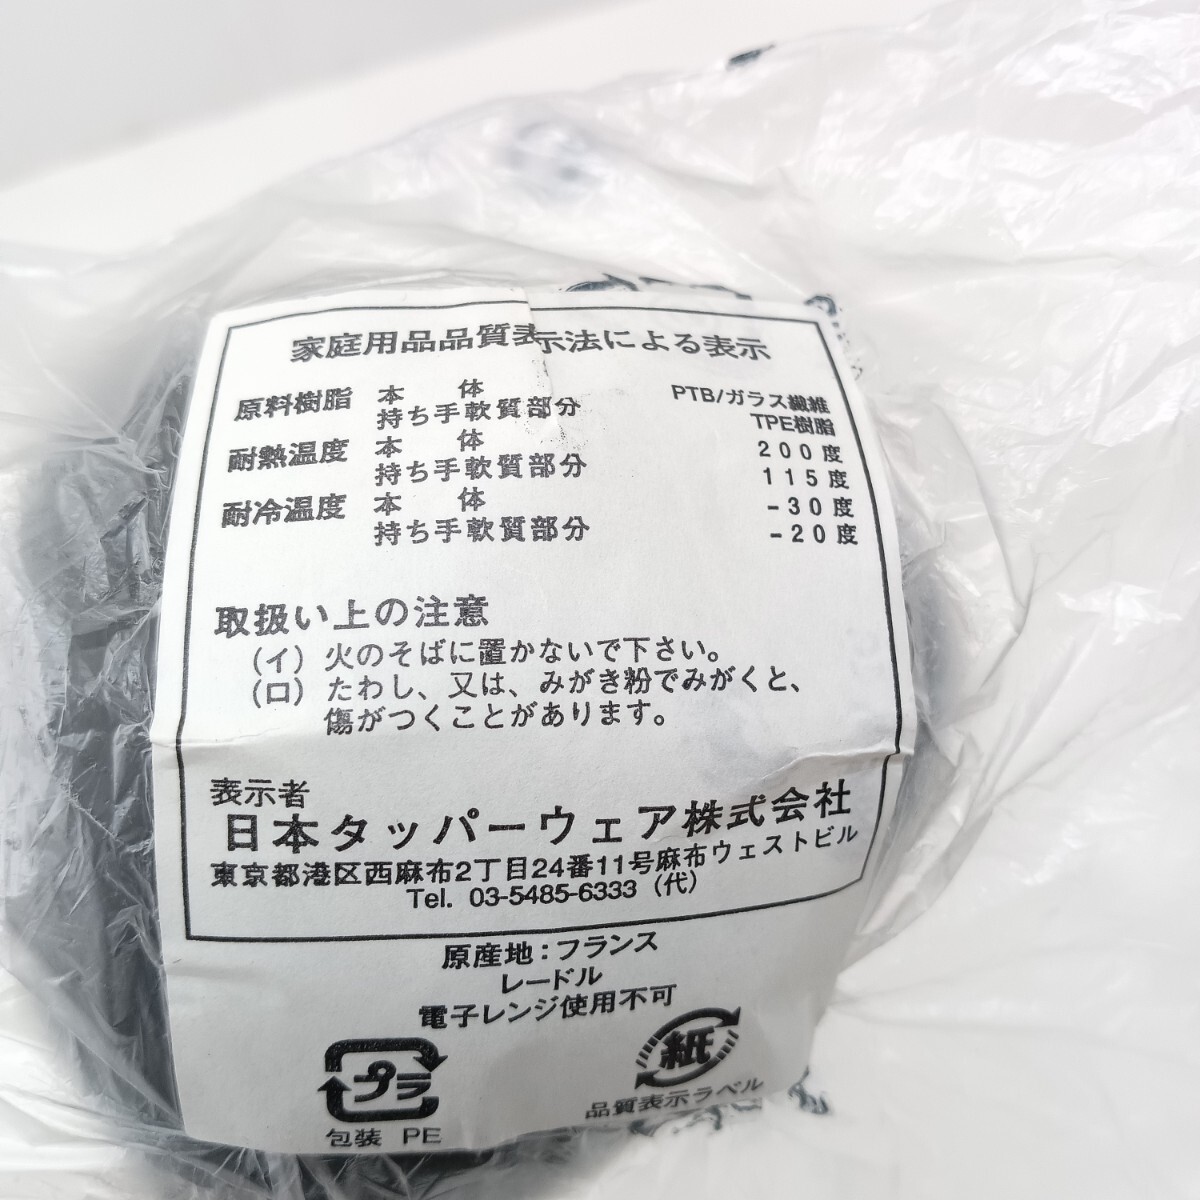 家庭用品品質表示法による表示
原料樹脂 本　体 PTB/ガラス繊維
持ち手軟質部分 TPE樹脂
耐熱温度 本　体 200度
持ち手軟質部分 115度
耐冷温度 本　体 -30度
持ち手軟質部分 -20度
取扱い上の注意
(イ) 火のそばに置かないで下さい。
(ロ) たわし、又は、みがき粉でみがくと、
傷がつくことがあります。
表示者
日本タッパーウェア株式会社
東京都港区西麻布2丁目24番11号麻布ウェストビル
Tel. 03-5485-6333 (代)
原産地：フランス
レードル
電子レンジ使用不可
プラ
包装 PE
紙
品質表示ラベル